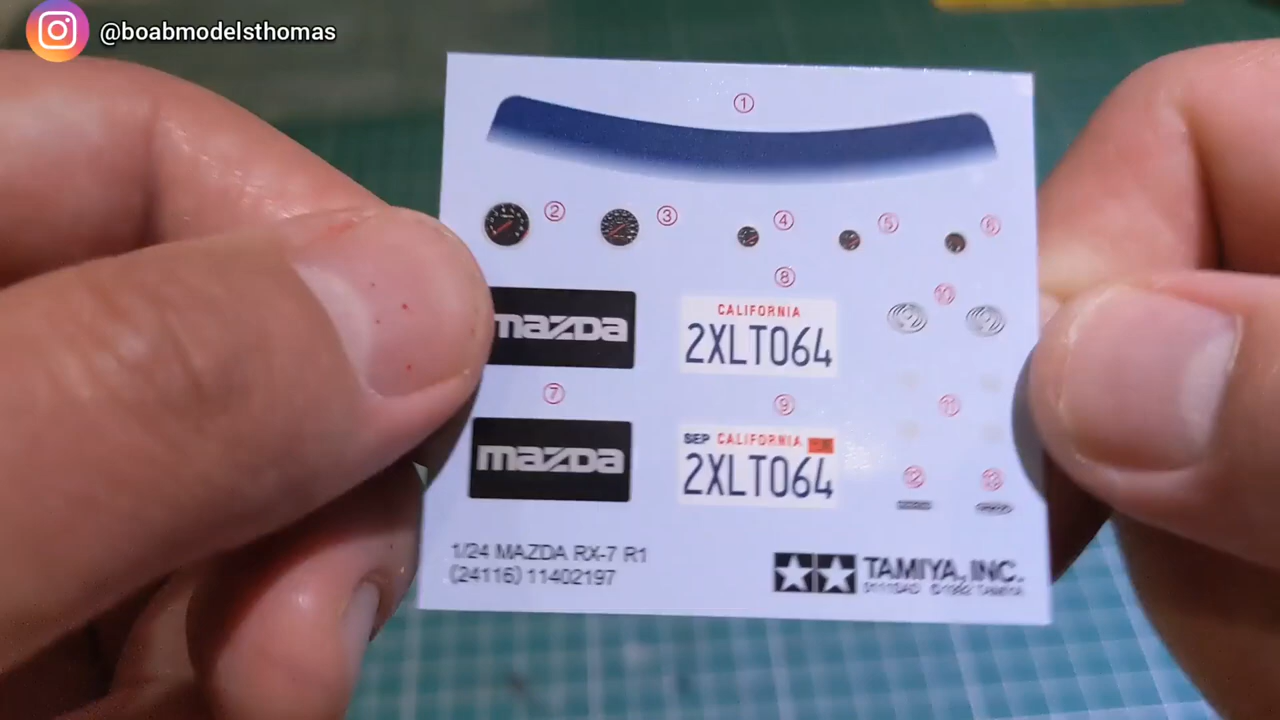 @boabmodelsthomas
①
②
③
④
⑤
⑥
⑧
⑩
mazda
CALIFORNIA
2XLT064
⑦
⑨
⑪
mazda
SEP CALIFORNIA
2XLT064
⑫
⑬
1/24 MAZDA RX-7 R1
(24116) 11402197
TAMIYA, INC.
TAMIYA